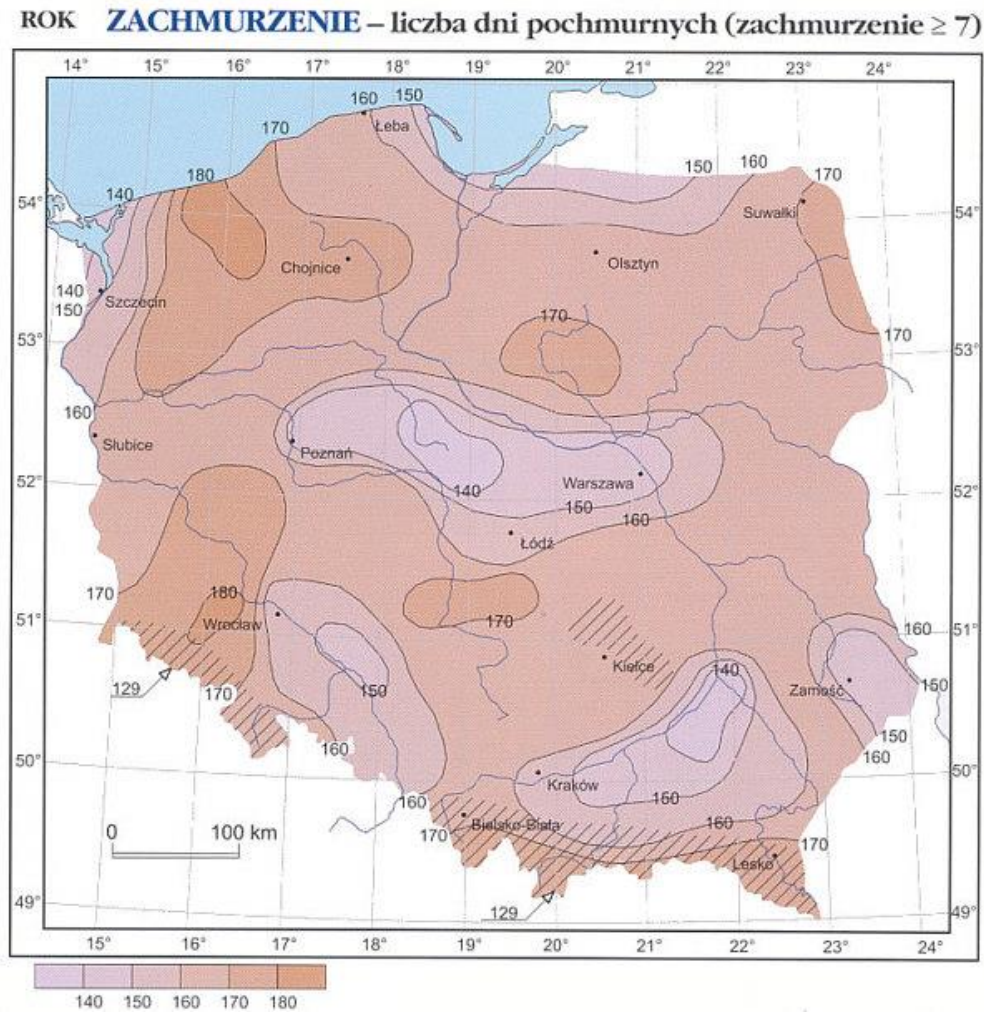 ROK ZACHMURZENIE – liczba dni pochmurnych (zachmurzenie ≥ 7)
14° 15° 16° 17° 18° 19° 20° 21° 22° 23° 24°
160 150
Łeba
170
180
140
150 160 170
54° 54°
Suwałki
Chojnice
Olsztyn
140
150
Szczecin
170
170
53° 53°
160
Słubice
Poznań
Warszawa
52° 140 52°
150
160
Łódź
170
180
170
Wrocław
51° 51°
160
Kielce
140
Zamość
160
129
170
150
150
160
160
50° 50°
Kraków
160
160
160
170
Bielsko-Biała
170
Lesko
0 100 km
129
49° 49°
15° 16° 17° 18° 19° 20° 21° 22° 23° 24°
140 150 160 170 180